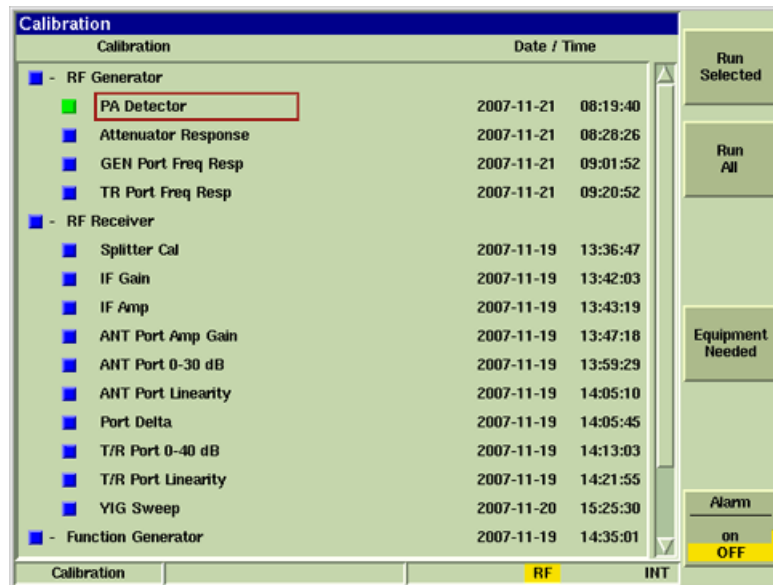 Calibration
Calibration Date / Time
- RF Generator
PA Detector 2007-11-21 08:19:40
Attenuator Response 2007-11-21 08:28:26
GEN Port Freq Resp 2007-11-21 09:01:52
TR Port Freq Resp 2007-11-21 09:20:52
- RF Receiver
Splitter Cal 2007-11-19 13:36:47
IF Gain 2007-11-19 13:42:03
IF Amp 2007-11-19 13:43:19
ANT Port Amp Gain 2007-11-19 13:47:18
ANT Port 0-30 dB 2007-11-19 13:59:29
ANT Port Linearity 2007-11-19 14:05:10
Port Delta 2007-11-19 14:05:45
T/R Port 0-40 dB 2007-11-19 14:13:03
T/R Port Linearity 2007-11-19 14:21:55
YIG Sweep 2007-11-20 15:25:30
- Function Generator 2007-11-19 14:35:01
Calibration RF INT
Run
Selected
Run
All
Equipment
Needed
Alarm
on
OFF